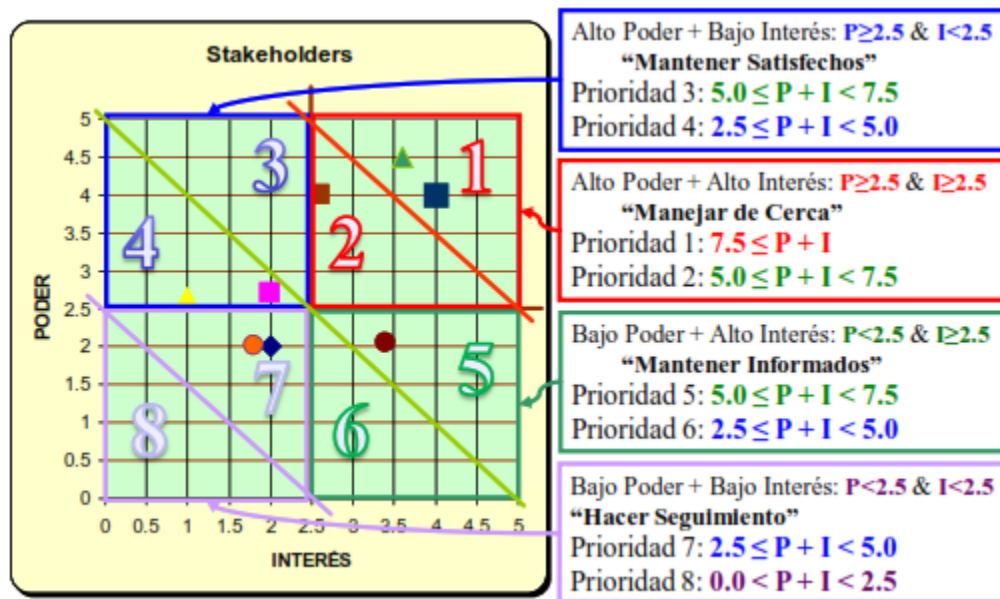 Stakeholders
5
4.5
4
3.5
3
2.5
2
1.5
1
0.5
0
PODER
3
1
4
2
7
5
8
6
0 0.5 1 1.5 2 2.5 3 3.5 4 4.5 5
INTERÉS
Alto Poder + Bajo Interés: P≥2.5 & I<2.5
“Mantener Satisfechos”
Prioridad 3: 5.0 ≤ P + I < 7.5
Prioridad 4: 2.5 ≤ P + I < 5.0
Alto Poder + Alto Interés: P≥2.5 & I≥2.5
“Manejar de Cerca”
Prioridad 1: 7.5 ≤ P + I
Prioridad 2: 5.0 ≤ P + I < 7.5
Bajo Poder + Alto Interés: P<2.5 & I≥2.5
“Mantener Informados”
Prioridad 5: 5.0 ≤ P + I < 7.5
Prioridad 6: 2.5 ≤ P + I < 5.0
Bajo Poder + Bajo Interés: P<2.5 & I<2.5
“Hacer Seguimiento”
Prioridad 7: 2.5 ≤ P + I < 5.0
Prioridad 8: 0.0 < P + I < 2.5